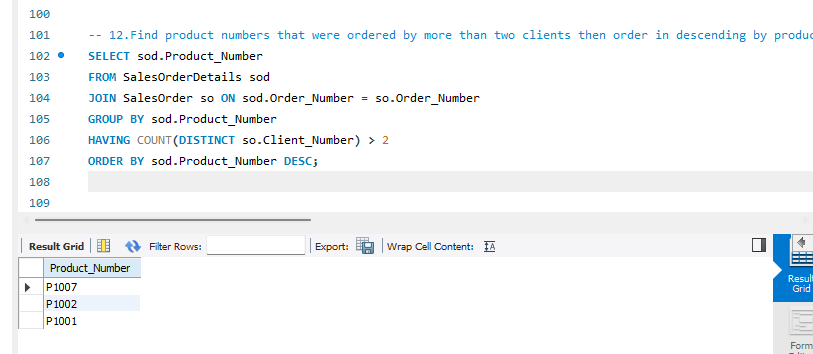 100
101 -- 12.Find product numbers that were ordered by more than two clients then order in descending by produc
102 SELECT sod.Product_Number
103 FROM SalesOrderDetails sod
104 JOIN SalesOrder so ON sod.Order_Number = so.Order_Number
105 GROUP BY sod.Product_Number
106 HAVING COUNT(DISTINCT so.Client_Number) > 2
107 ORDER BY sod.Product_Number DESC;
108
109
Result Grid Filter Rows: Export: Wrap Cell Content:
Product_Number
P1007
P1002
P1001
Result
Grid
Form